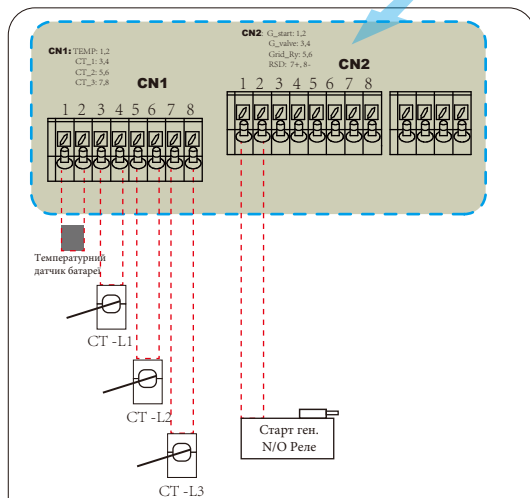 CN1: TEMP: 1,2
CT_1: 3,4
CT_2: 5,6
CT_3: 7,8
CN1
1 2 3 4 5 6 7 8
CN2: G_start: 1,2
G_valve: 3,4
Grid_Ry: 5,6
RSD: 7+, 8-
CN2
1 2 3 4 5 6 7 8
Температурний
датчик батареї
CT -L1
CT -L2
CT -L3
Старт ген.
N/O Реле